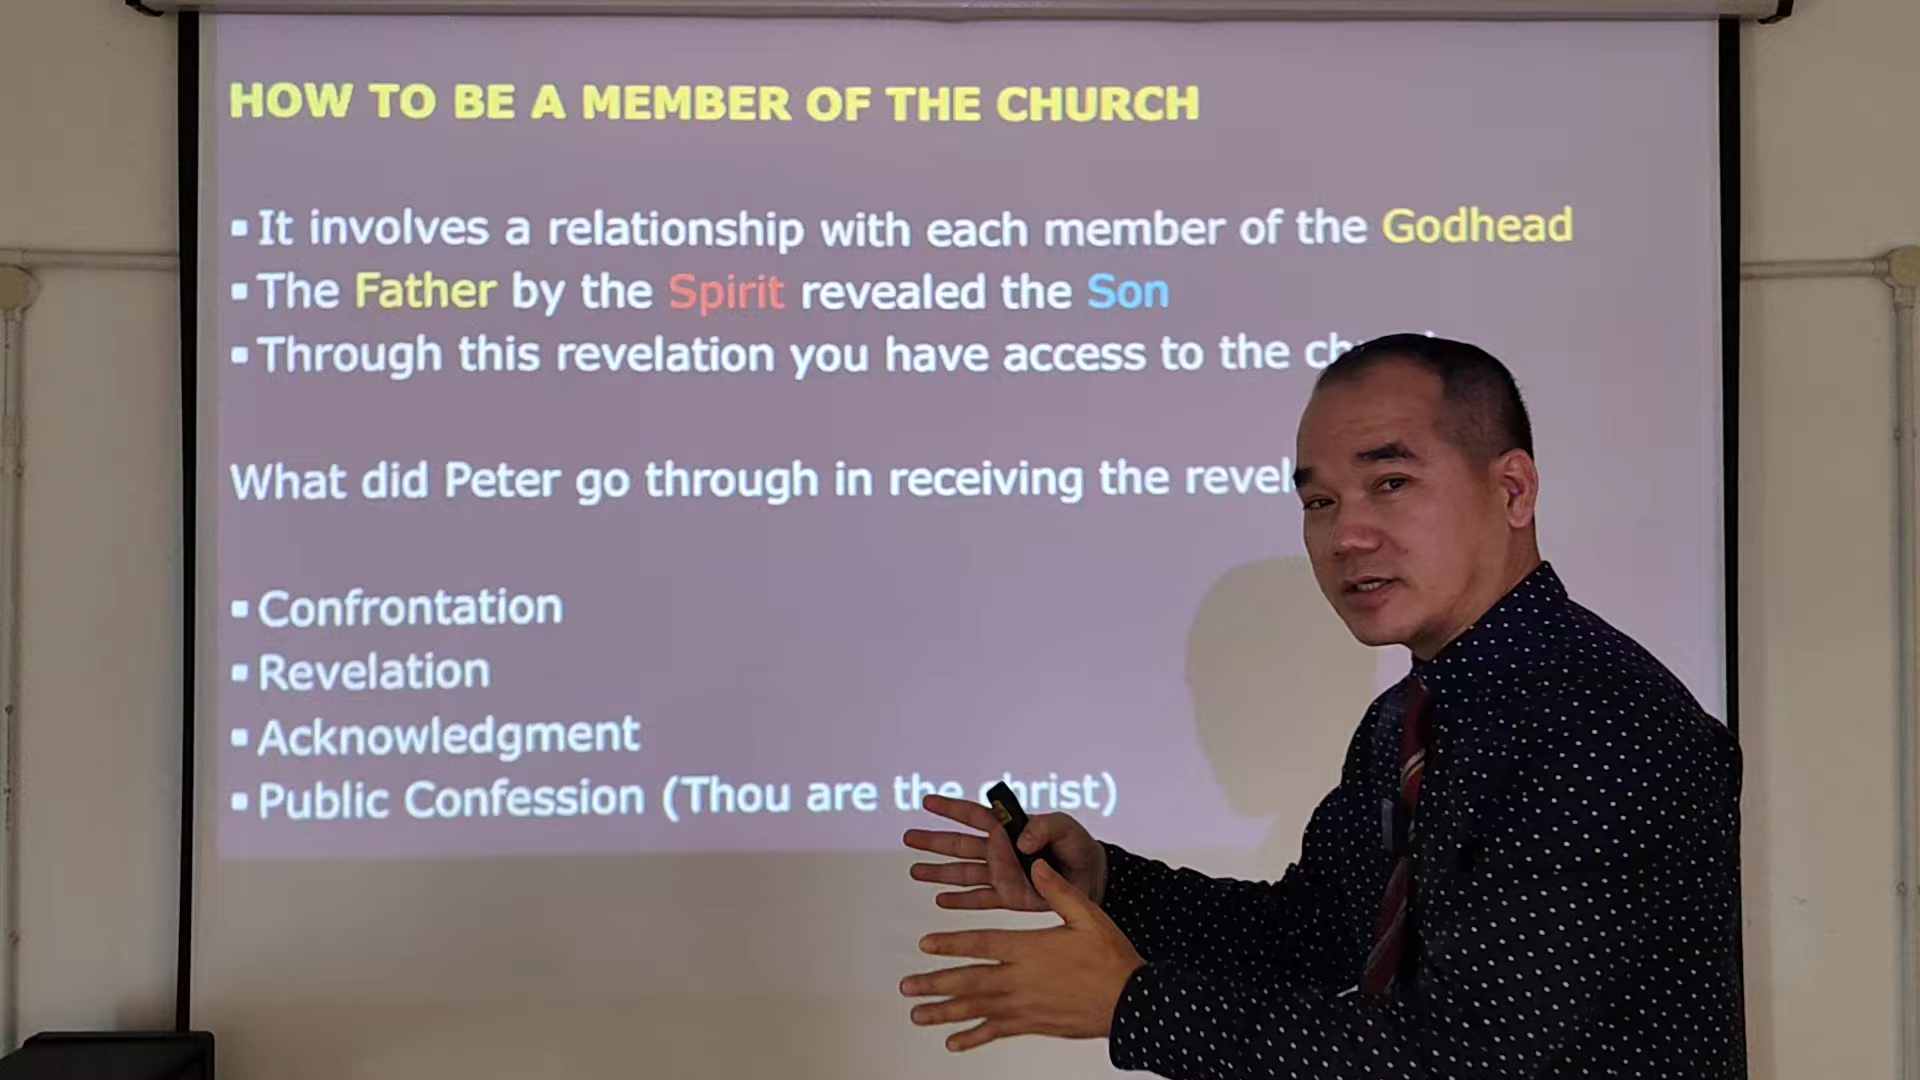 HOW TO BE A MEMBER OF THE CHURCH
▪ It involves a relationship with each member of the Godhead
▪ The Father by the Spirit revealed the Son
▪ Through this revelation you have access to the
What did Peter go through in receiving the
▪ Confrontation
▪ Revelation
▪ Acknowledgment
▪ Public Confession (Thou are the christ)